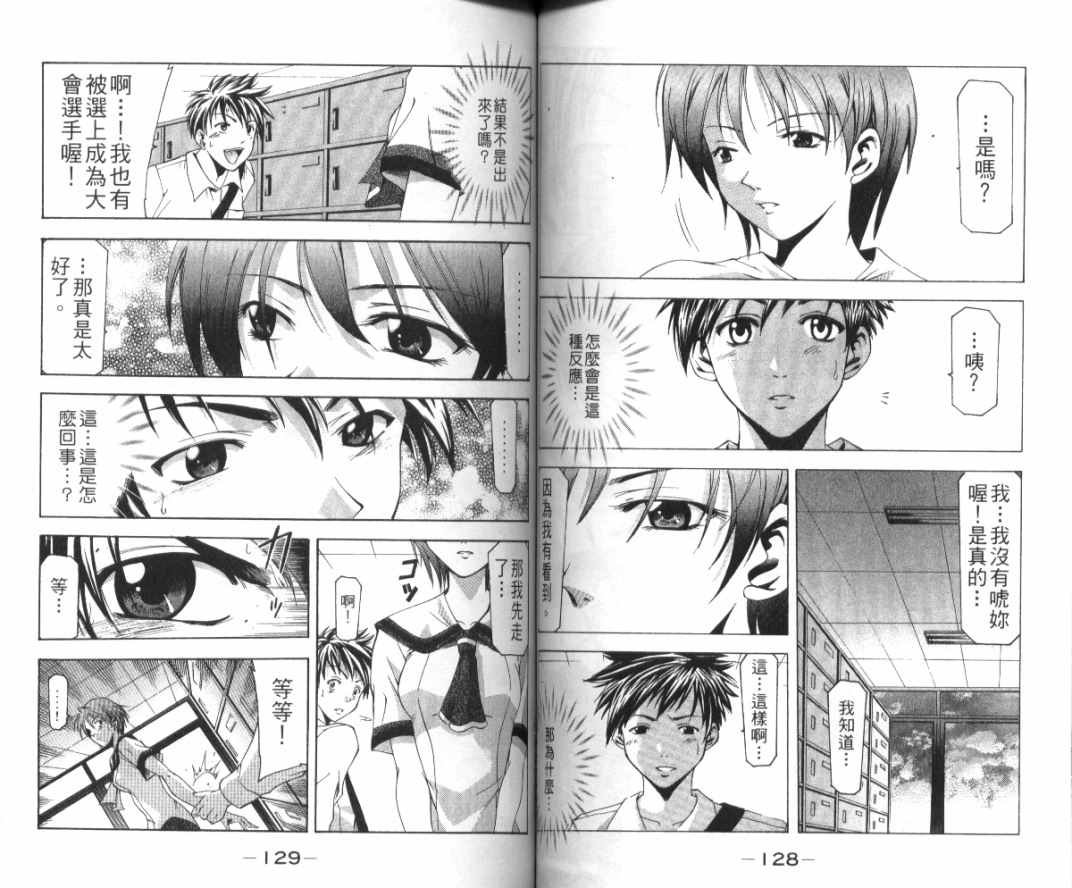 …是嗎?
…咦?
怎麼會是這
種反應…
我…我沒有唬妳
喔!是真的…
我知道…
因為我有看到。
這…這樣啊…
那為什麼…
—128—
結果不是出
來了嗎?
啊…!我也有
被選上成為大
會選手喔!
………
…那真是太
好了。
………
這…這是怎
麼回事…?
那我先走
了…
コツ
啊!
等…
等等!
…!
—129—